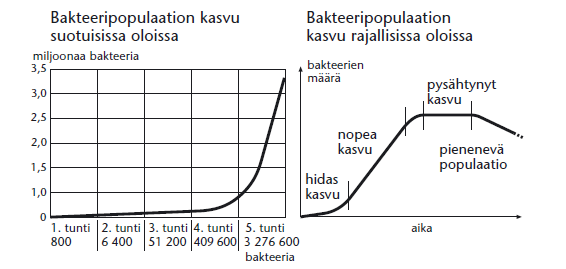 Bakteeripopulaation kasvu
suotuisissa oloissa
miljoonaa bakteeria
3,5
3,0
2,5
2,0
1,5
1,0
0
1. tunti 2. tunti 3. tunti 4. tunti 5. tunti
800 6 400 51 200 409 600 3 276 600
bakteeria
Bakteeripopulaation
kasvu rajallisissa oloissa
bakteerien
määrä
pysähtynyt
kasvu
nopea
kasvu
pienenevä
populaatio
hidas
kasvu
aika